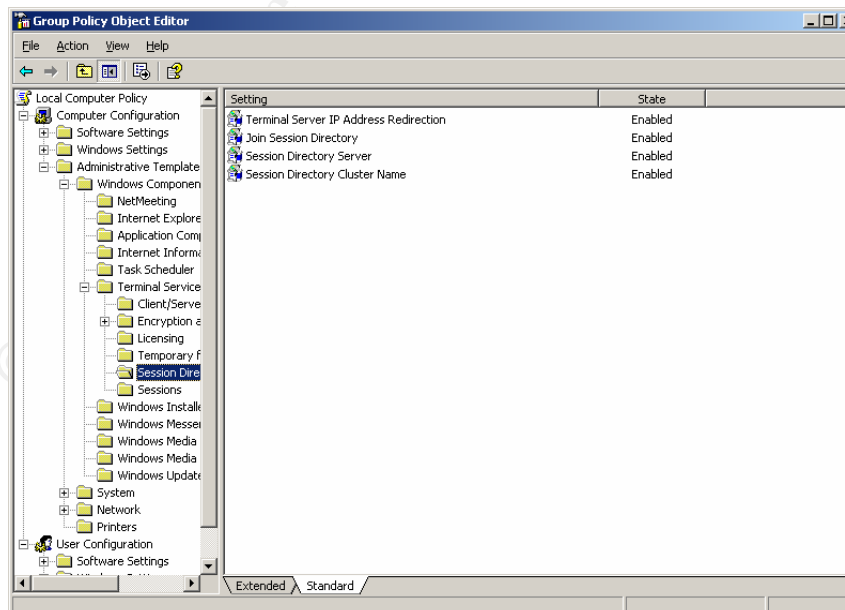 Group Policy Object Editor
File Action View Help
Local Computer Policy
Computer Configuration
Software Settings
Windows Settings
Administrative Template
Windows Componen
NetMeeting
Internet Explore
Application Com
Internet Informa
Task Scheduler
Terminal Service
Client/Serve
Encryption a
Licensing
Temporary f
Session Dire
Sessions
Windows Installe
Windows Messe
Windows Media
Windows Media
Windows Update
System
Network
Printers
User Configuration
Software Settings
Setting State
Terminal Server IP Address Redirection Enabled
Join Session Directory Enabled
Session Directory Server Enabled
Session Directory Cluster Name Enabled
Extended Standard